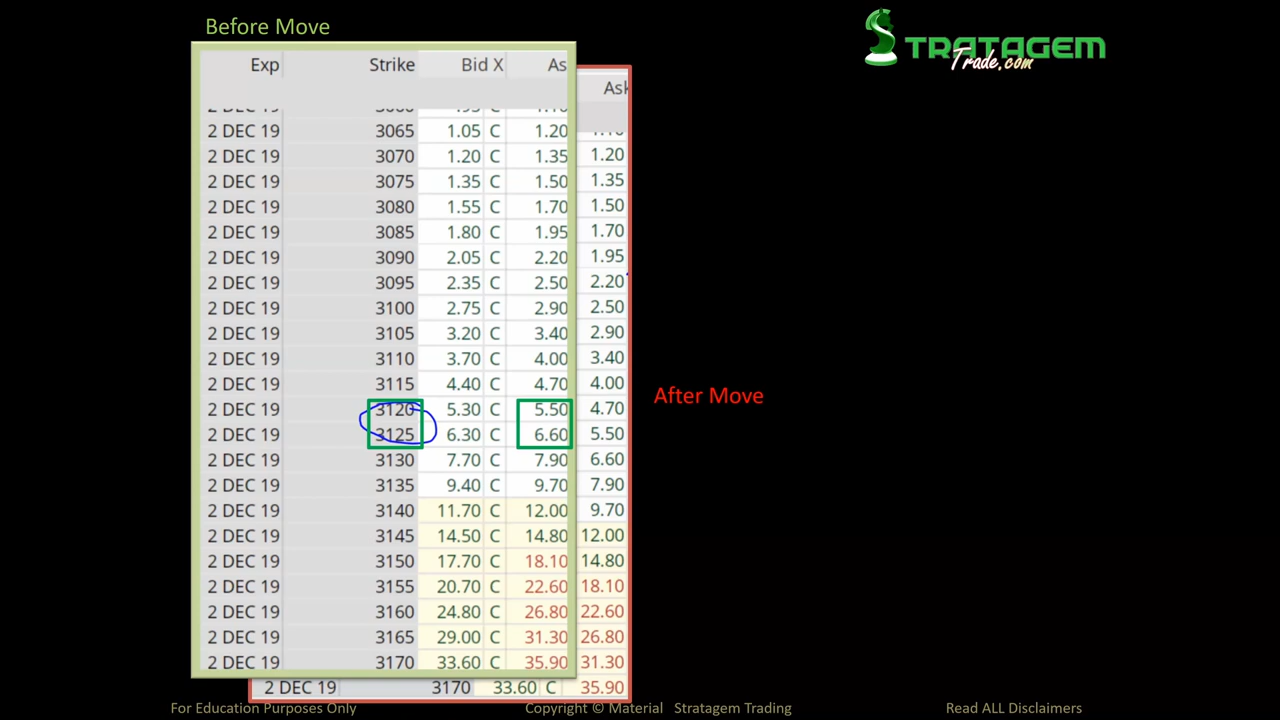 Before Move
STRATAGEM
Trade.com
Exp Strike Bid X As
Ask
2 DEC 19 3065 1.05 C 1.20 1.20
2 DEC 19 3070 1.20 C 1.35 1.35
2 DEC 19 3075 1.35 C 1.50 1.50
2 DEC 19 3080 1.55 C 1.70 1.70
2 DEC 19 3085 1.80 C 1.95 1.95
2 DEC 19 3090 2.05 C 2.20 2.20
2 DEC 19 3095 2.35 C 2.50 2.50
2 DEC 19 3100 2.75 C 2.90 2.90
2 DEC 19 3105 3.20 C 3.40 3.40
2 DEC 19 3110 3.70 C 4.00 4.00
2 DEC 19 3115 4.40 C 4.70 4.70
After Move
2 DEC 19 3120 5.30 C 5.50 5.50
2 DEC 19 3125 6.30 C 6.60 6.60
2 DEC 19 3130 7.70 C 7.90 7.90
2 DEC 19 3135 9.40 C 9.70 9.70
2 DEC 19 3140 11.70 C 12.00 12.00
2 DEC 19 3145 14.50 C 14.80 14.80
2 DEC 19 3150 17.70 C 18.10 18.10
2 DEC 19 3155 20.70 C 22.60 22.60
2 DEC 19 3160 24.80 C 26.80 26.80
2 DEC 19 3165 29.00 C 31.30 31.30
2 DEC 19 3170 33.60 C 35.90
2 DEC 19 3170 33.60 C 35.90
For Education Purposes Only Copyright © Material Stratagem Trading Read ALL Disclaimers